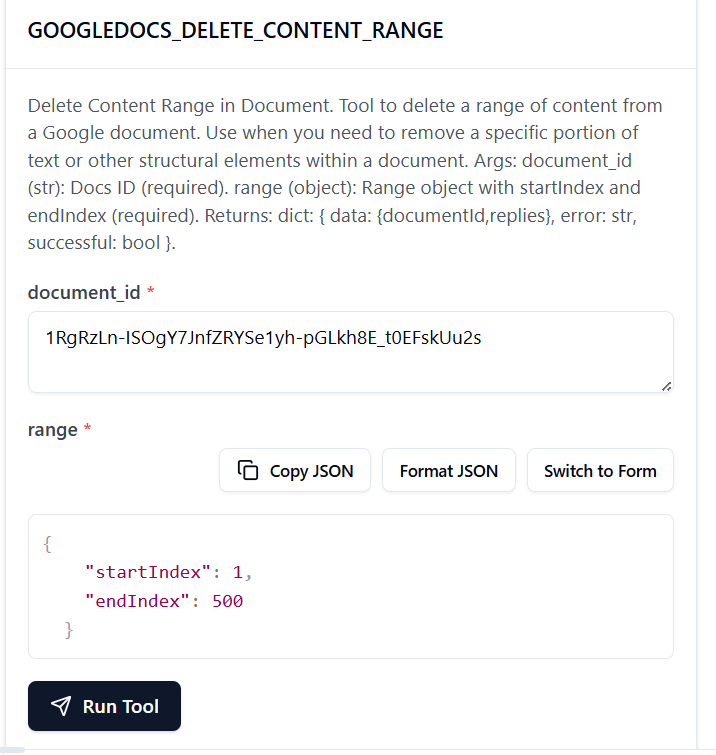 GOOGLEDOCS_DELETE_CONTENT_RANGE
Delete Content Range in Document. Tool to delete a range of content from
a Google document. Use when you need to remove a specific portion of
text or other structural elements within a document. Args: document_id
(str): Docs ID (required). range (object): Range object with startIndex and
endIndex (required). Returns: dict: { data: {documentId,replies}, error: str,
successful: bool }.
document_id *
1RgRzLn-ISOgY7JnfZRYSe1yh-pGLkh8E_t0EFskUu2s
range *
Copy JSON Format JSON Switch to Form
{
"startIndex": 1,
"endIndex": 500
}
Run Tool